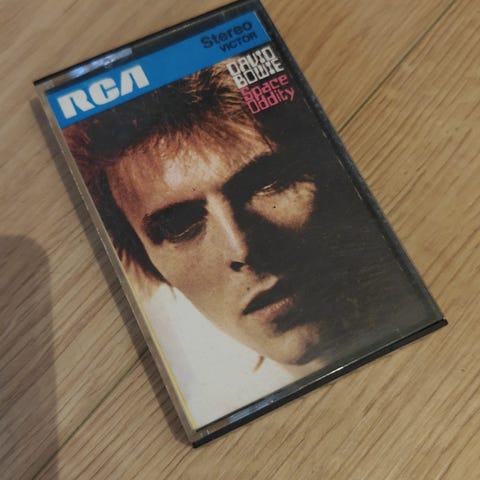 RCA
Stereo
VICTOR
DAVID
BOWIE
Space
Oddity